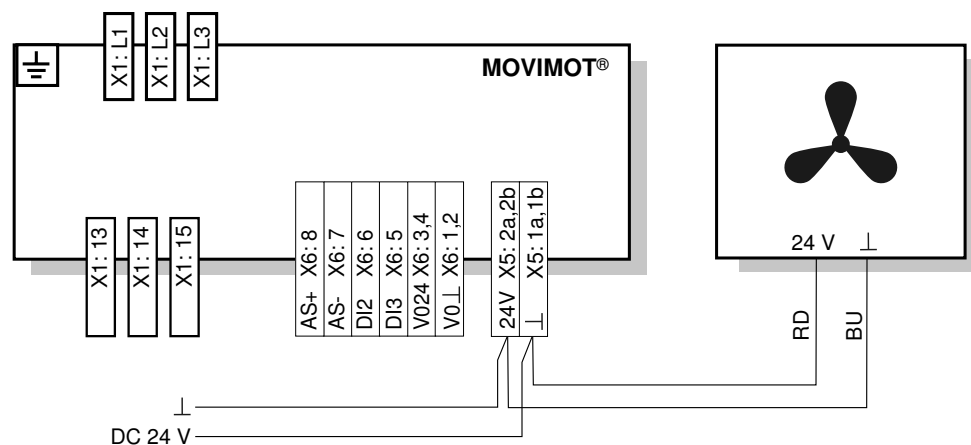 X1: L1
X1: L2
X1: L3
MOVIMOT®
X1: 13
X1: 14
X1: 15
AS+ X6: 8
AS- X6: 7
DI2 X6: 6
DI3 X6: 5
V024 X6: 3,4
V0⊥ X6: 1,2
24V X5: 2a,2b
⊥ X5: 1a,1b
24 V ⊥
RD
BU
⊥
DC 24 V